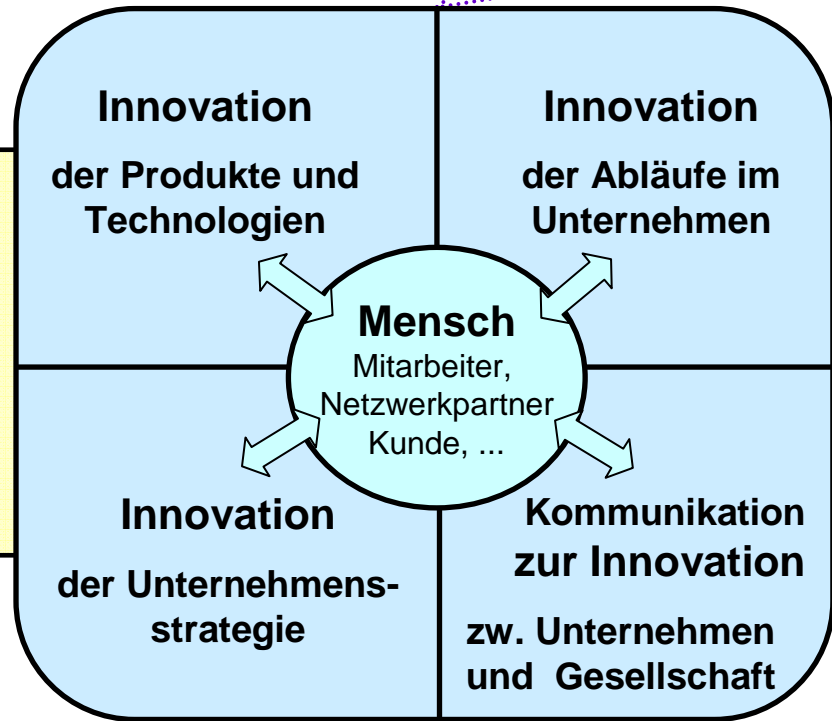 Innovation
der Produkte und
Technologien
Innovation
der Abläufe im
Unternehmen
Mensch
Mitarbeiter,
Netzwerkpartner
Kunde, ...
Innovation
der Unternehmens-
strategie
Kommunikation
zur Innovation
zw. Unternehmen
und Gesellschaft